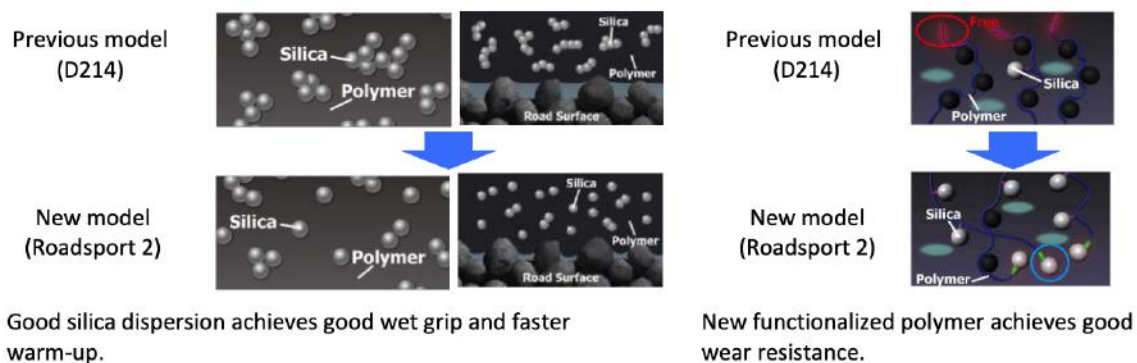 Previous model
(D214)
Silica
Polymer
Silica
Polymer
Road Surface
New model
(Roadsport 2)
Silica
Polymer
Silica
Polymer
Road Surface
Good silica dispersion achieves good wet grip and faster
warm-up.
Previous model
(D214)
Free
Silica
Polymer
New model
(Roadsport 2)
Silica
Polymer
New functionalized polymer achieves good
wear resistance.